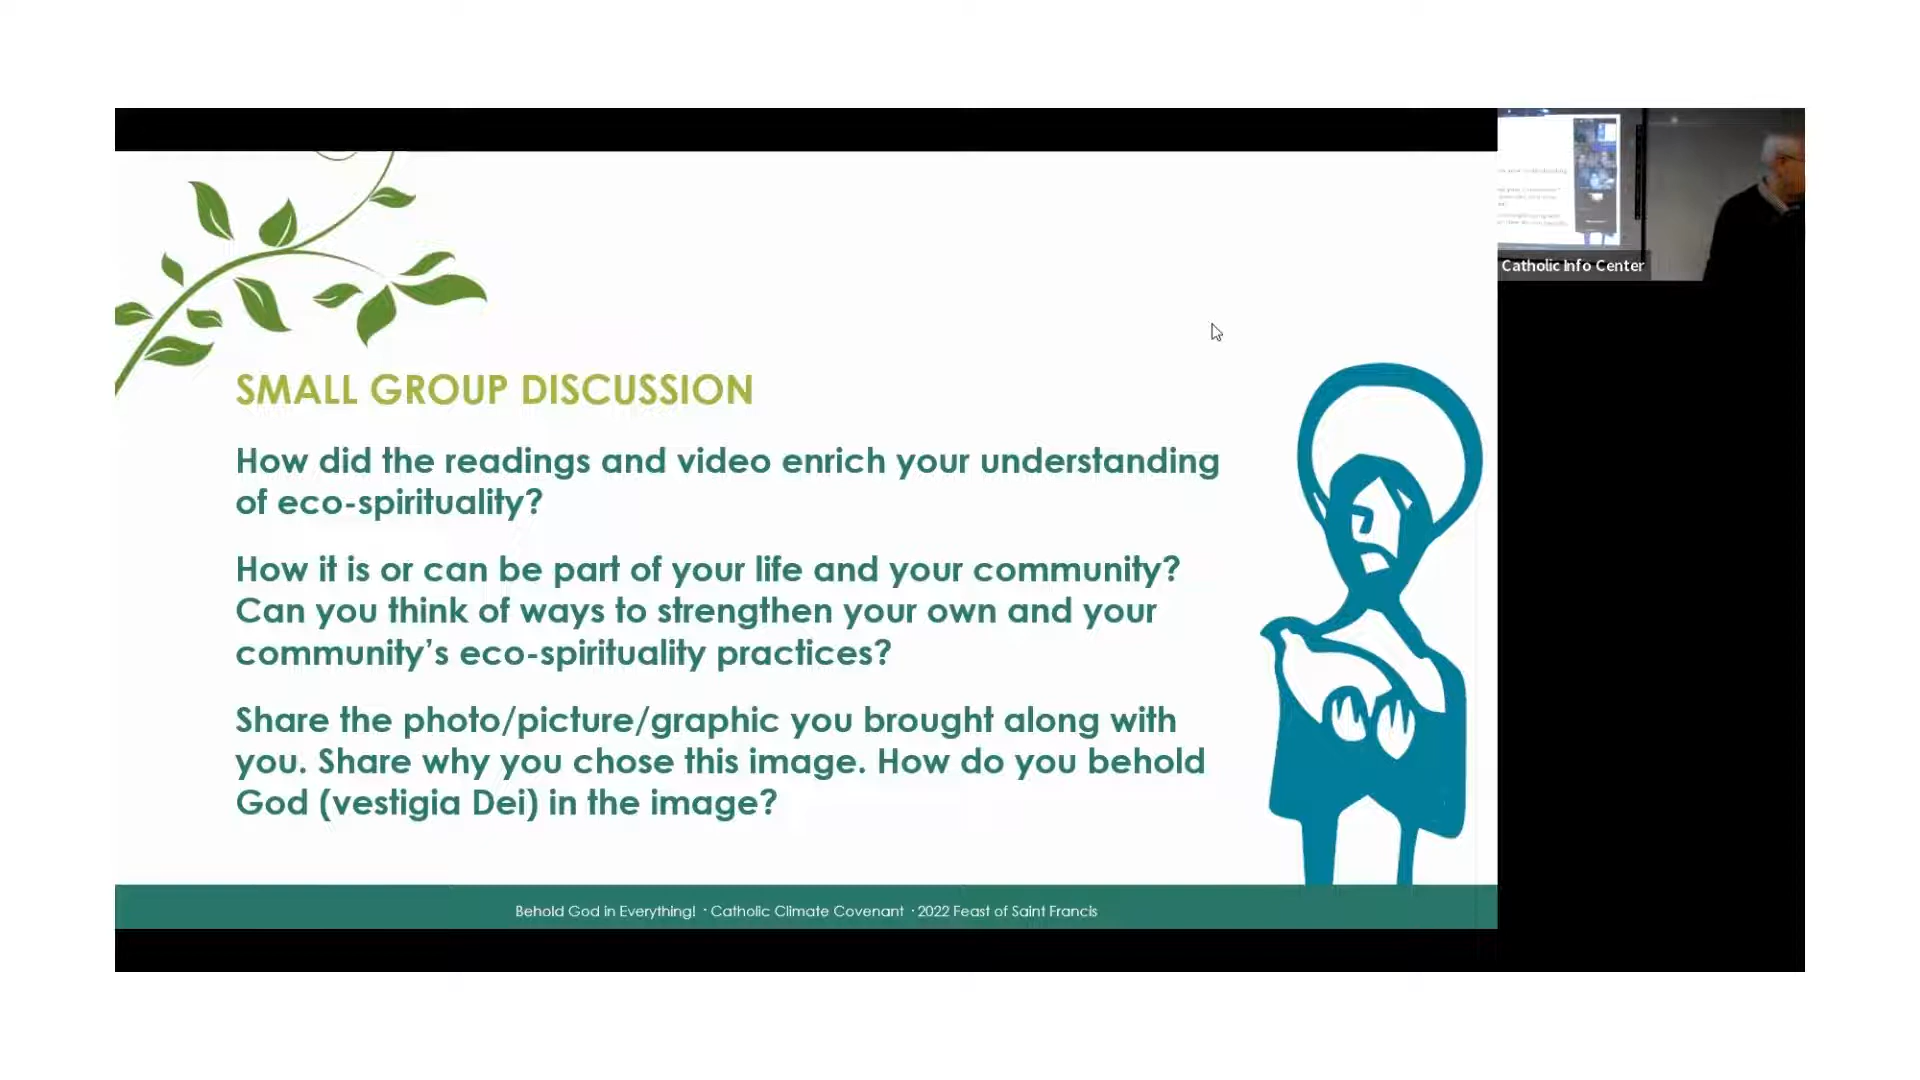 SMALL GROUP DISCUSSION
How did the readings and video enrich your understanding
of eco-spirituality?
How it is or can be part of your life and your community?
Can you think of ways to strengthen your own and your
community’s eco-spirituality practices?
Share the photo/picture/graphic you brought along with
you. Share why you chose this image. How do you behold
God (vestigia Dei) in the image?
Behold God in Everything! · Catholic Climate Covenant · 2022 Feast of Saint Francis
Catholic Info Center